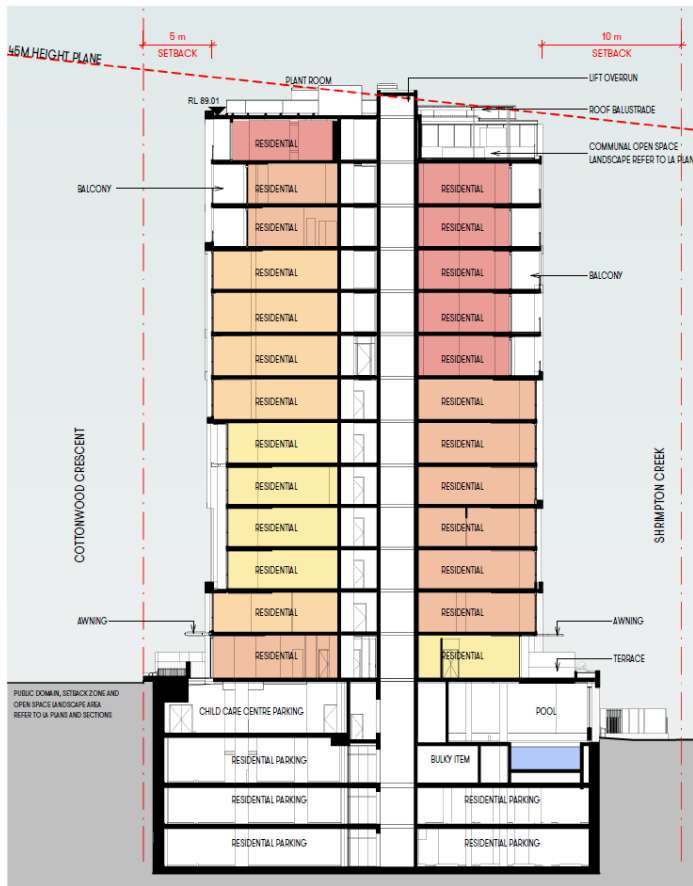 5 m
SETBACK
10 m
SETBACK
45M HEIGHT PLANE
PLANT ROOM
LIFT OVERRUN
RL 89.01
ROOF BALUSTRADE
COMMUNAL OPEN SPACE
LANDSCAPE REFER TO LA PLAN
RESIDENTIAL
BALCONY
RESIDENTIAL
RESIDENTIAL
RESIDENTIAL
RESIDENTIAL
RESIDENTIAL
RESIDENTIAL
BALCONY
RESIDENTIAL
RESIDENTIAL
RESIDENTIAL
RESIDENTIAL
RESIDENTIAL
RESIDENTIAL
RESIDENTIAL
RESIDENTIAL
COTTONWOOD CRESCENT
SHRIMPTON CREEK
RESIDENTIAL
RESIDENTIAL
RESIDENTIAL
RESIDENTIAL
RESIDENTIAL
RESIDENTIAL
AWNING
RESIDENTIAL
RESIDENTIAL
AWNING
RESIDENTIAL
RESIDENTIAL
TERRACE
PUBLIC DOMAIN, SETBACK ZONE AND
OPEN SPACE LANDSCAPE AREA
REFER TO LA PLANS AND SECTIONS
CHILD CARE CENTRE PARKING
POOL
RESIDENTIAL PARKING
BULKY ITEM
RESIDENTIAL PARKING
RESIDENTIAL PARKING
RESIDENTIAL PARKING
RESIDENTIAL PARKING